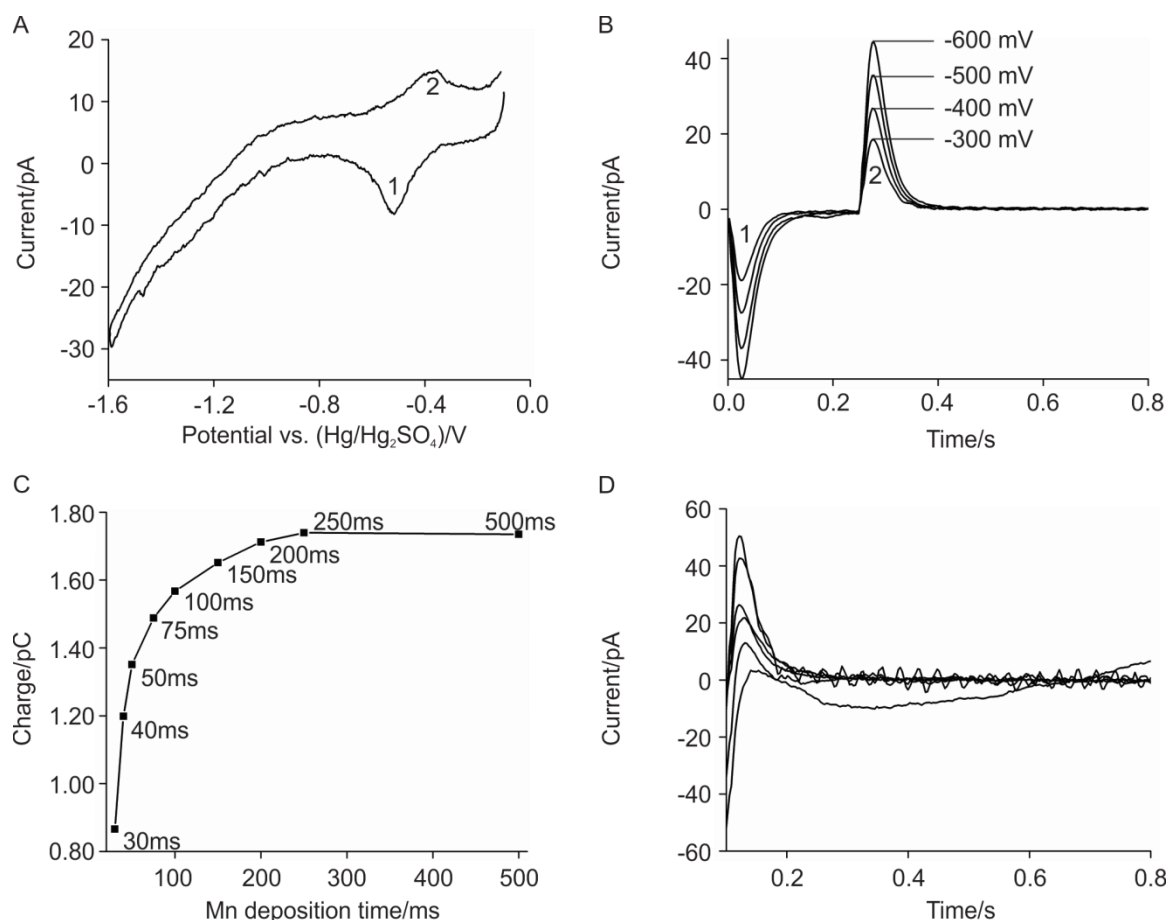 A
20
10
0
-10
-20
-30
-1.6
-1.2
-0.8
-0.4
0.0
Current/pA
Potential vs. (Hg/Hg₂SO₄)/V
1
2
B
40
20
0
-20
-40
0.0
0.2
0.4
0.6
0.8
Current/pA
Time/s
-600 mV
-500 mV
-400 mV
-300 mV
1
2
C
1.80
1.60
1.40
1.20
1.00
0.80
100
200
300
400
500
Charge/pC
Mn deposition time/ms
30ms
40ms
50ms
75ms
100ms
150ms
200ms
250ms
500ms
D
60
40
20
0
-20
-40
-60
0.2
0.4
0.6
0.8
Current/pA
Time/s